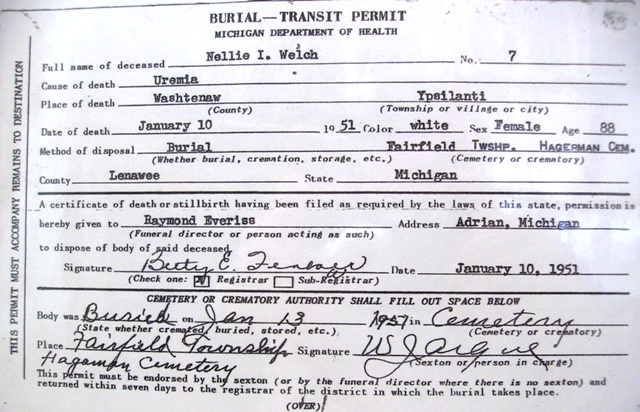 BURIAL—TRANSIT PERMIT
MICHIGAN DEPARTMENT OF HEALTH
Full name of deceased Nellie I. Welch No. 7
Cause of death Uremia
Place of death Washtenaw Ypsilanti
(County) (Township or village or city)
Date of death January 10 1951 Color white Sex Female Age 88
Method of disposal Burial Fairfield TWSHP. HAGERMAN CEM.
(Whether burial, cremation, storage, etc.) (Cemetery or crematory)
County Lenawee State Michigan
A certificate of death or stillbirth having been filed as required by the laws of this state, permission is
hereby given to Raymond Everiss Address Adrian, Michigan
(Funeral director or person acting as such)
to dispose of body of said deceased.
Signature Betty E. Date January 10, 1951
(Check one: Registrar Sub-Registrar)
CEMETERY OR CREMATORY AUTHORITY SHALL FILL OUT SPACE BELOW
Body was Buried on Jan 13 1951 in Cemetery
(State whether cremated, buried, stored, etc.) (Cemetery or crematory)
Place Fairfield Township Signature
Hagaman Cemetery (Sexton or person in charge)
This permit must be endorsed by the sexton (or by the funeral director where there is no sexton) and
returned within seven days to the registrar of the district in which the burial takes place.
(OVER)
THIS PERMIT MUST ACCOMPANY REMAINS TO DESTINATION